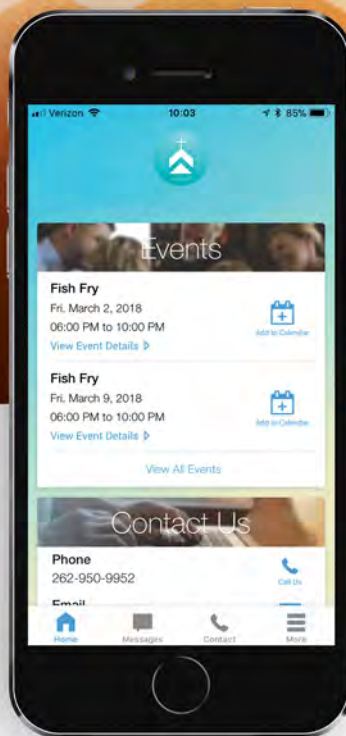 Verizon 10:03 85%
Events
Fish Fry
Fri. March 2, 2018
06:00 PM to 10:00 PM
View Event Details
Add to Calendar
Fish Fry
Fri. March 9, 2018
06:00 PM to 10:00 PM
View Event Details
Add to Calendar
View All Events
Contact Us
Phone
262-950-9952
Call Us
Email
Home Messages Contact More